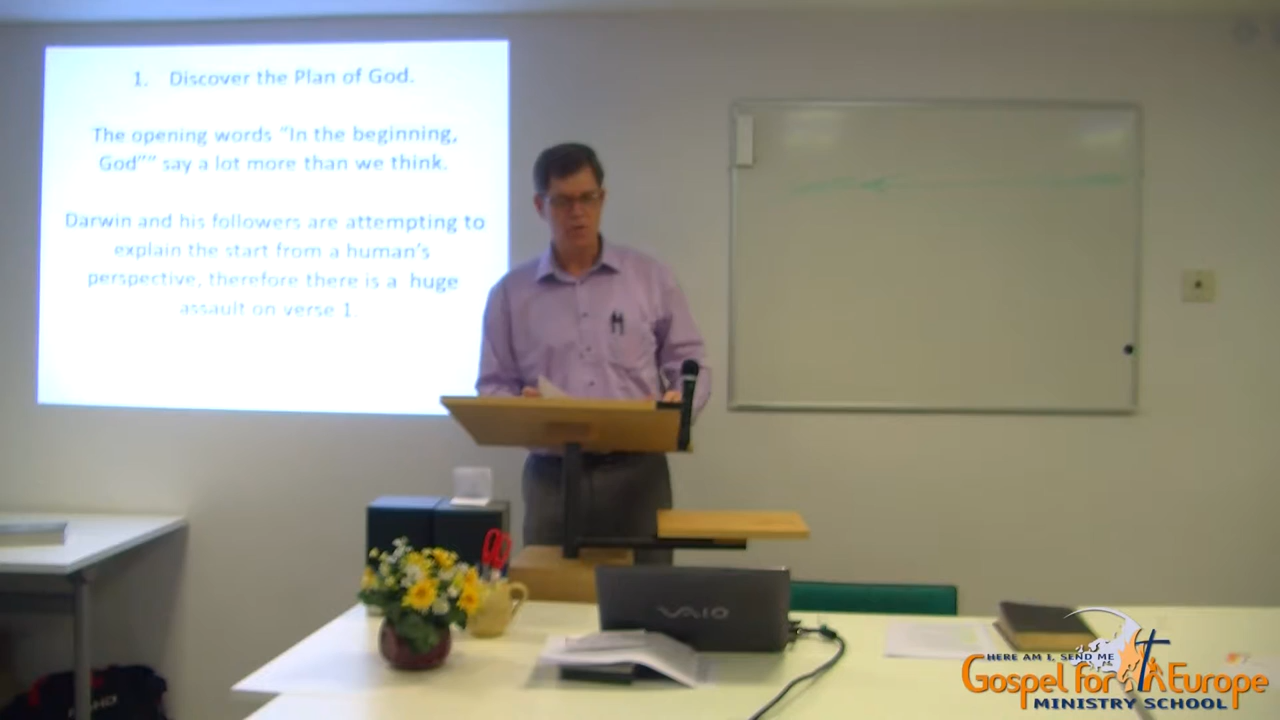 1. Discover the Plan of God.
The opening words "In the beginning,
God"" say a lot more than we think.
Darwin and his followers are attempting to
explain the start from a human's
perspective, therefore there is a huge
assault on verse 1.
VAIO
HERE AM I, SEND ME
Gospel for Europe
MINISTRY SCHOOL